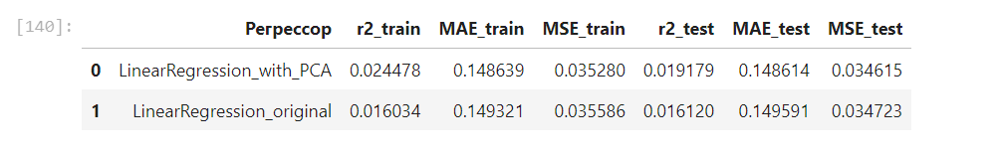 [140]:
Регрессор r2_train MAE_train MSE_train r2_test MAE_test MSE_test
0 LinearRegression_with_PCA 0.024478 0.148639 0.035280 0.019179 0.148614 0.034615
1 LinearRegression_original 0.016034 0.149321 0.035586 0.016120 0.149591 0.034723